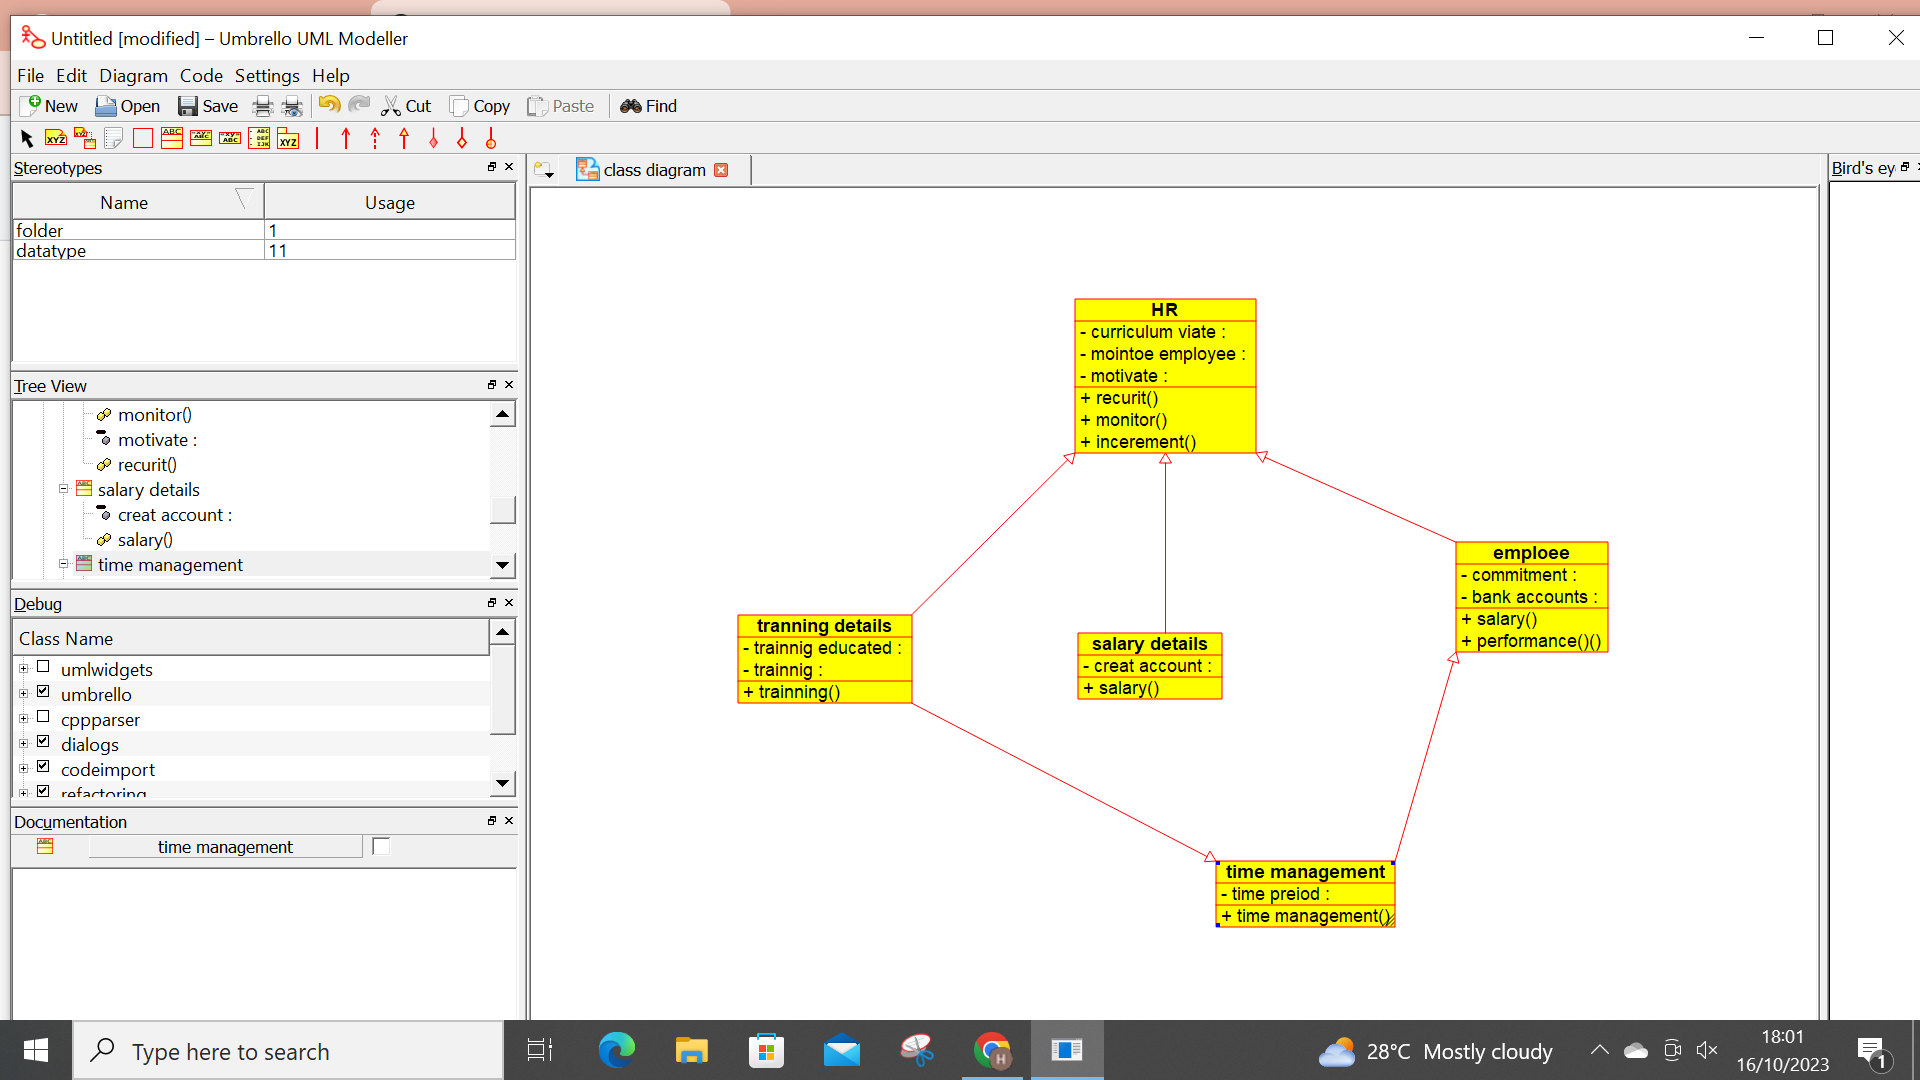 Untitled [modified] – Umbrello UML Modeller
File Edit Diagram Code Settings Help
New Open Save Cut Copy Paste Find
Stereotypes
Name Usage
folder 1
datatype 11
Tree View
monitor()
motivate :
recurit()
salary details
creat account :
salary()
time management
Debug
Class Name
umlwidgets
umbrello
cppparser
dialogs
codeimport
refactoring
Documentation
time management
class diagram
Bird's ey
HR
- curriculum viate :
- mointoe employee :
- motivate :
+ recurit()
+ monitor()
+ incerement()
emploee
- commitment :
- bank accounts :
+ salary()
+ performance()()
tranning details
- trainnig educated :
- trainnig :
+ trainning()
salary details
- creat account :
+ salary()
time management
- time preiod :
+ time management()
Type here to search
H
28°C Mostly cloudy
18:01
16/10/2023
1